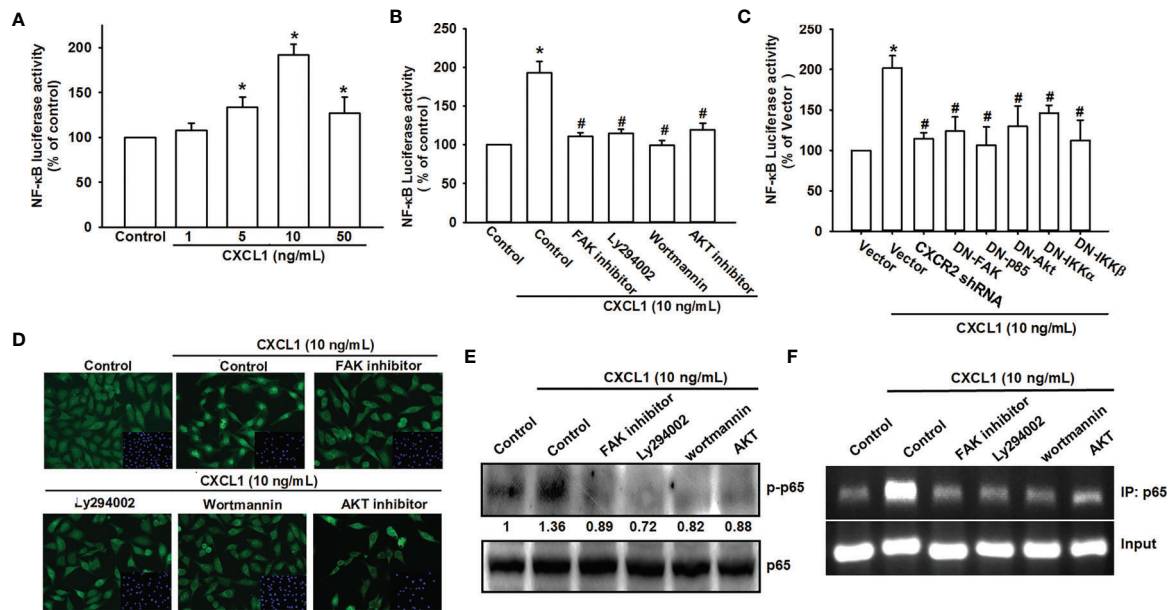 A
NF-κB luciferase activity
(% of control)
250
200
150
100
50
0
*
*
*
Control
1
5
10
50
CXCL1 (ng/mL)
B
NF-κB Luciferase activity
( % of control )
250
200
150
100
50
0
*
#
#
#
#
Control
Control
FAK inhibitor
Ly294002
Wortmannin
AKT inhibitor
CXCL1 (10 ng/mL)
C
NF-κB Luciferase activity
(% of Vector)
250
200
150
100
50
0
*
#
#
#
#
#
#
Vector
Vector
CXCR2 shRNA
DN-FAK
DN-p85
DN-Akt
DN-IKKα
DN-IKKβ
CXCL1 (10 ng/mL)
D
CXCL1 (10 ng/mL)
Control
Control
FAK inhibitor
CXCL1 (10 ng/mL)
Ly294002
Wortmannin
AKT inhibitor
E
CXCL1 (10 ng/mL)
Control
Control
FAK inhibitor
Ly294002
wortmannin
AKT
p-p65
1
1.36
0.89
0.72
0.82
0.88
p65
F
CXCL1 (10 ng/mL)
Control
Control
FAK inhibitor
Ly294002
wortmannin
AKT
IP: p65
Input